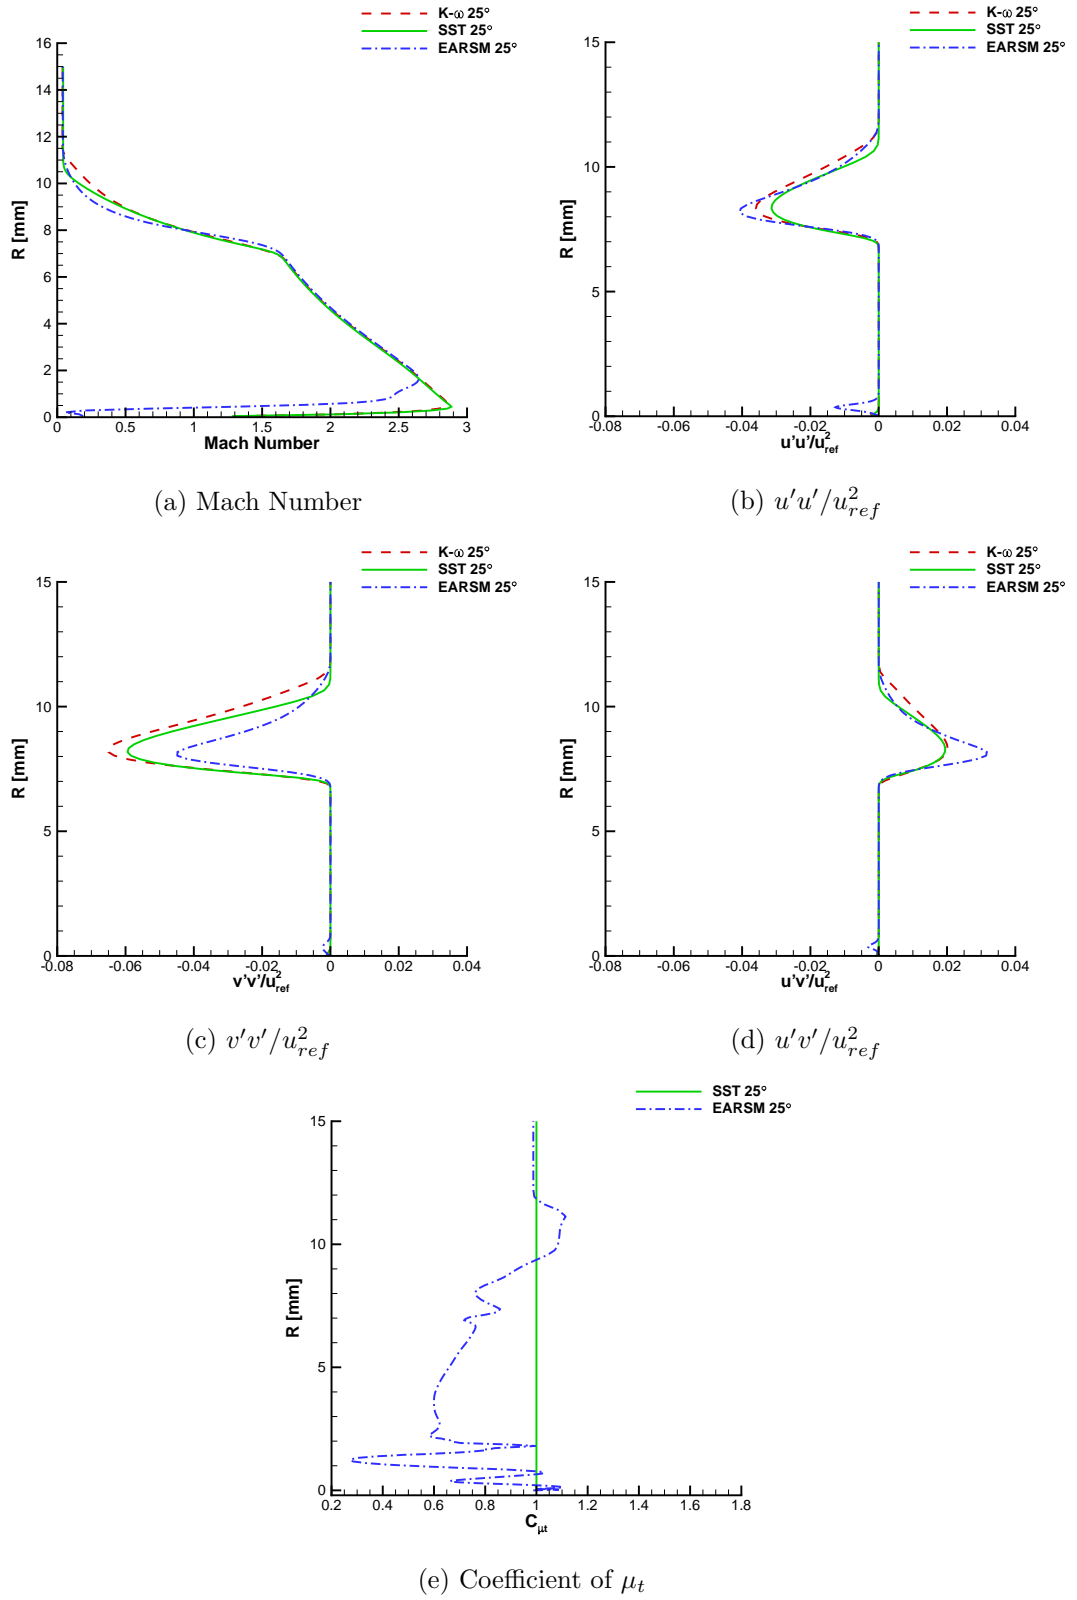 K-ω 25°
SST 25°
EARSM 25°
16
14
12
10
8
6
4
2
0
R [mm]
0 0.5 1 1.5 2 2.5 3
Mach Number
(a) Mach Number
K-ω 25°
SST 25°
EARSM 25°
15
10
5
0
R [mm]
-0.08 -0.06 -0.04 -0.02 0 0.02 0.04
u'u'/u²ref
(b) u′u′/u²ref
K-ω 25°
SST 25°
EARSM 25°
15
10
5
0
R [mm]
-0.08 -0.06 -0.04 -0.02 0 0.02 0.04
v'v'/u²ref
(c) v′v′/u²ref
K-ω 25°
SST 25°
EARSM 25°
15
10
5
0
R [mm]
-0.08 -0.06 -0.04 -0.02 0 0.02 0.04
u'v'/u²ref
(d) u′v′/u²ref
SST 25°
EARSM 25°
15
10
5
0
R [mm]
0.2 0.4 0.6 0.8 1 1.2 1.4 1.6 1.8
Cμt
(e) Coefficient of μt